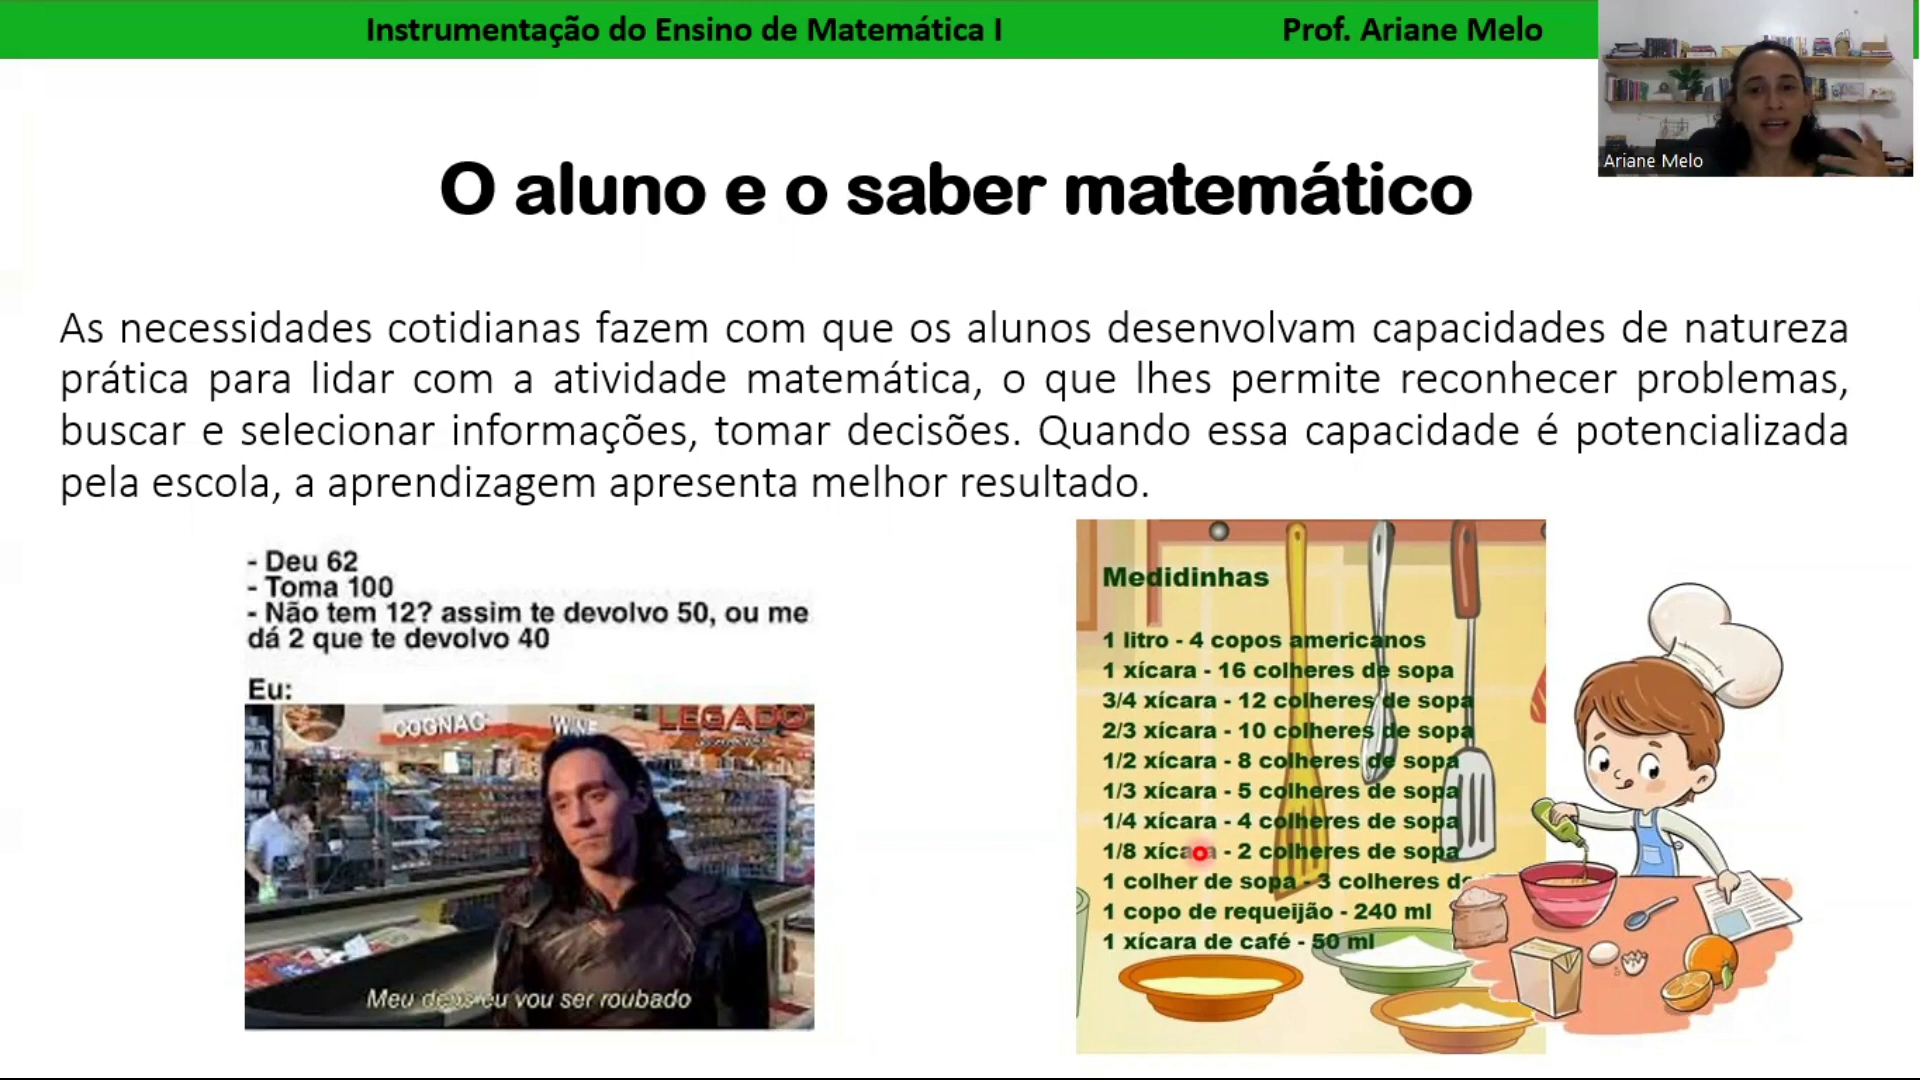 Instrumentação do Ensino de Matemática I
Prof. Ariane Melo
Ariane Melo
O aluno e o saber matemático
As necessidades cotidianas fazem com que os alunos desenvolvam capacidades de natureza
prática para lidar com a atividade matemática, o que lhes permite reconhecer problemas,
buscar e selecionar informações, tomar decisões. Quando essa capacidade é potencializada
pela escola, a aprendizagem apresenta melhor resultado.
- Deu 62
- Toma 100
- Não tem 12? assim te devolvo 50, ou me
dá 2 que te devolvo 40
Eu:
COGNAC
WINE
LEGADO
Meu deus eu vou ser roubado
Medidinhas
1 litro - 4 copos americanos
1 xícara - 16 colheres de sopa
3/4 xícara - 12 colheres de sopa
2/3 xícara - 10 colheres de sopa
1/2 xícara - 8 colheres de sopa
1/3 xícara - 5 colheres de sopa
1/4 xícara - 4 colheres de sopa
1/8 xícara - 2 colheres de sopa
1 colher de sopa - 3 colheres de
1 copo de requeijão - 240 ml
1 xícara de café - 50 ml